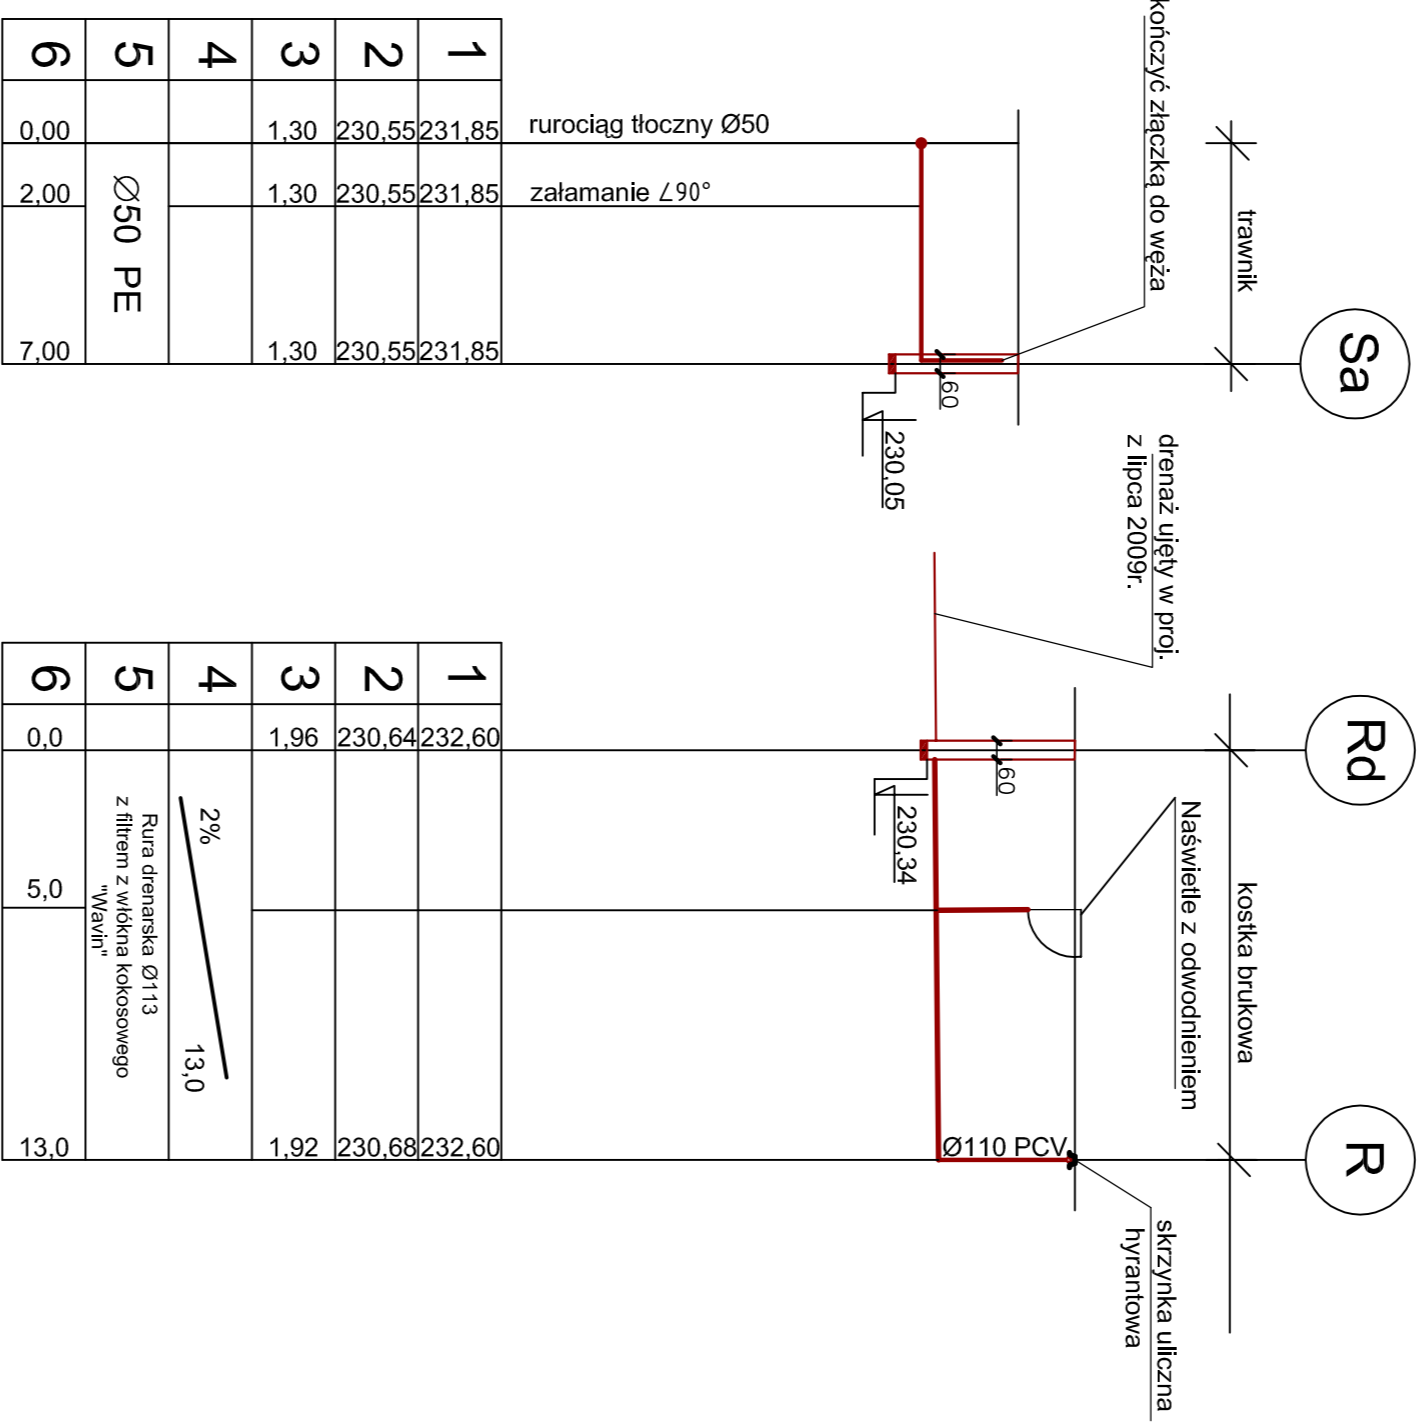 kończyć złączką do węża
trawnik
Sa
6 5 4 3 2 1
0,00 1,30 230,55 231,85 rurociąg tłoczny Ø50
2,00 1,30 230,55 231,85 załamanie ∠90°
Ø50 PE
7,00 1,30 230,55 231,85
60
230,05
drenaż ujęty w proj.
z lipca 2009r.
Rd
6 5 4 3 2 1
0,0 1,96 230,64 232,60
60
230,34
Naświetle z odwodnieniem
kostka brukowa
5,0
2%
13,0
Rura drenarska Ø113
z filtrem z włókna kokosowego
"Wavin"
13,0 1,92 230,68 232,60
Ø110 PCV
R
skrzynka uliczna
hyrantowa